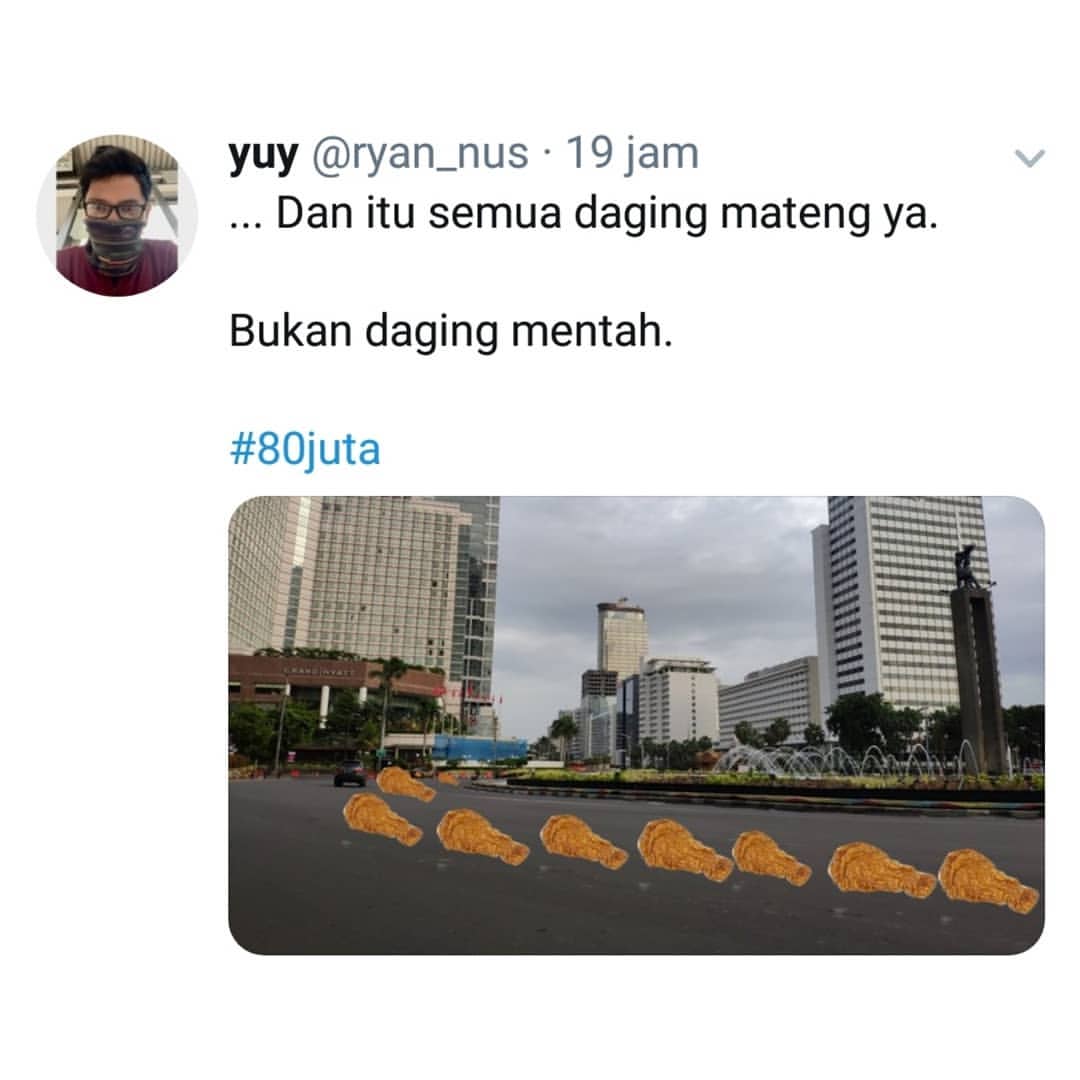 yuy @ryan_nus · 19 jam
... Dan itu semua daging mateng ya.
Bukan daging mentah.
#80juta
GRAND HYATT